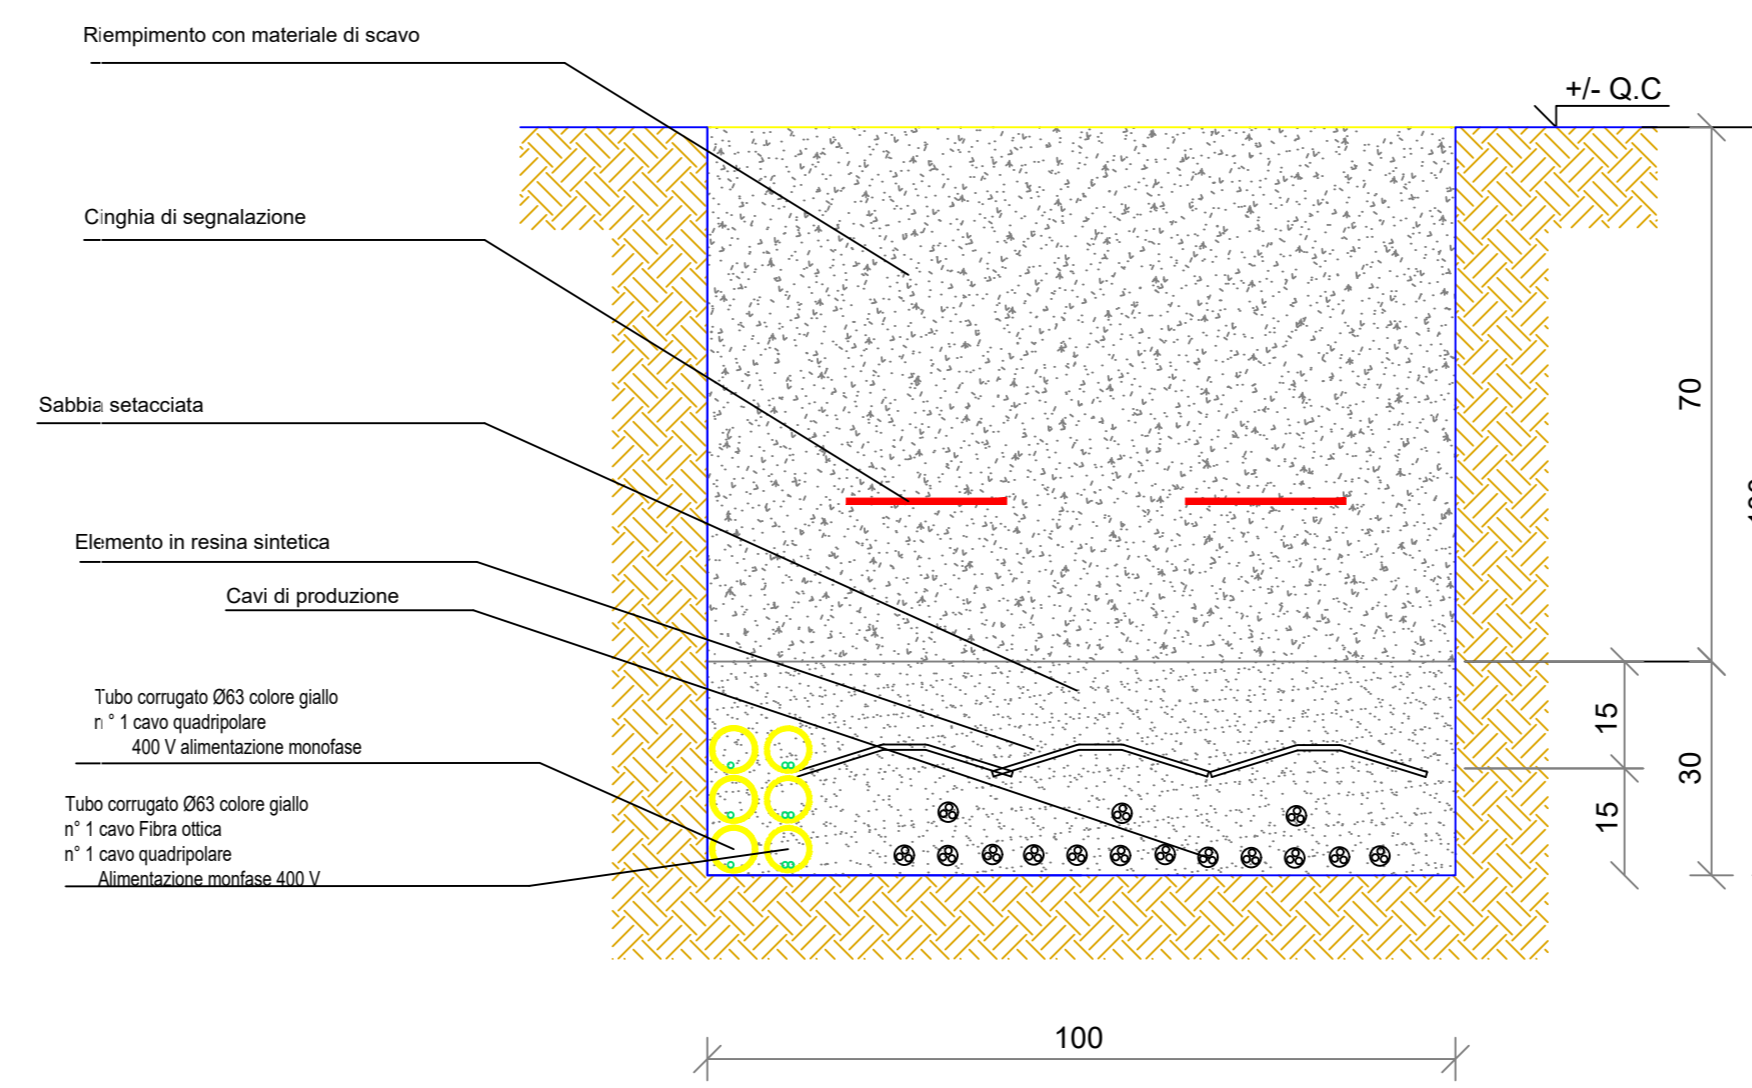 Riempimento con materiale di scavo
+/- Q.C
Cinghia di segnalazione
Sabbia setacciata
70
Elemento in resina sintetica
Cavi di produzione
Tubo corrugato Ø63 colore giallo
n ° 1 cavo quadripolare
400 V alimentazione monofase
15
30
15
Tubo corrugato Ø63 colore giallo
n° 1 cavo Fibra ottica
n° 1 cavo quadripolare
Alimentazione monfase 400 V
100